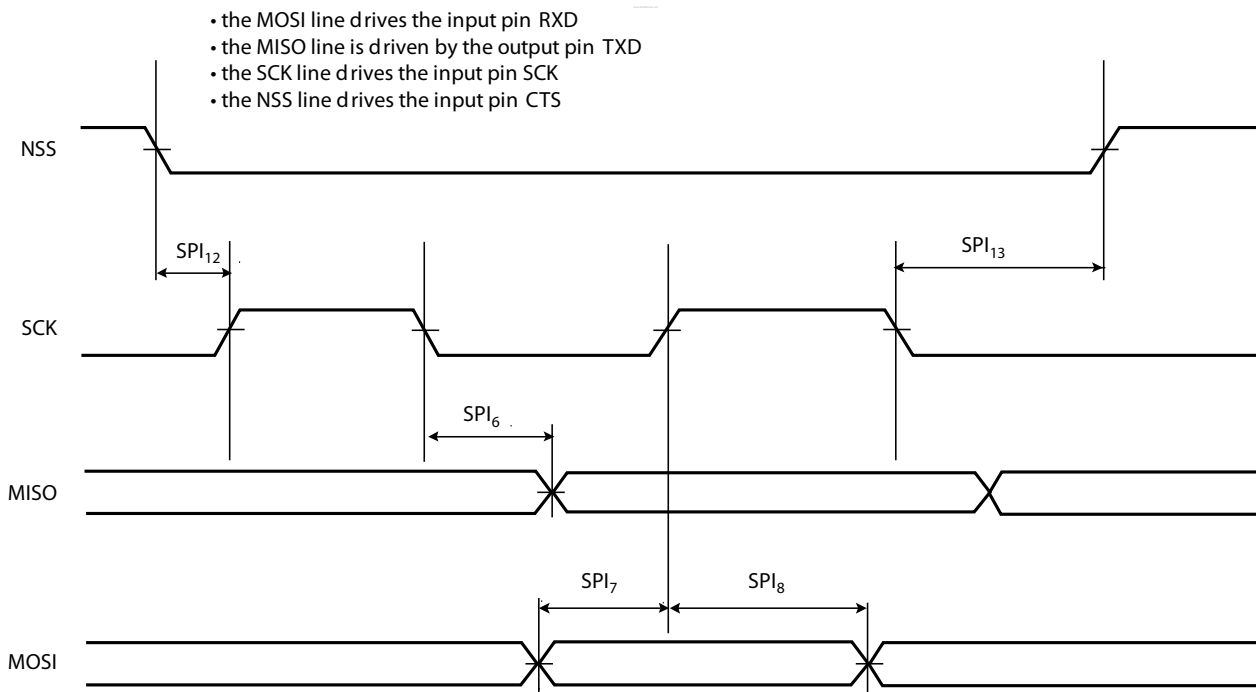 • the MOSI line drives the input pin RXD
• the MISO line is driven by the output pin TXD
• the SCK line drives the input pin SCK
• the NSS line drives the input pin CTS
NSS
SPI12
SPI13
SCK
SPI6
MISO
SPI7
SPI8
MOSI